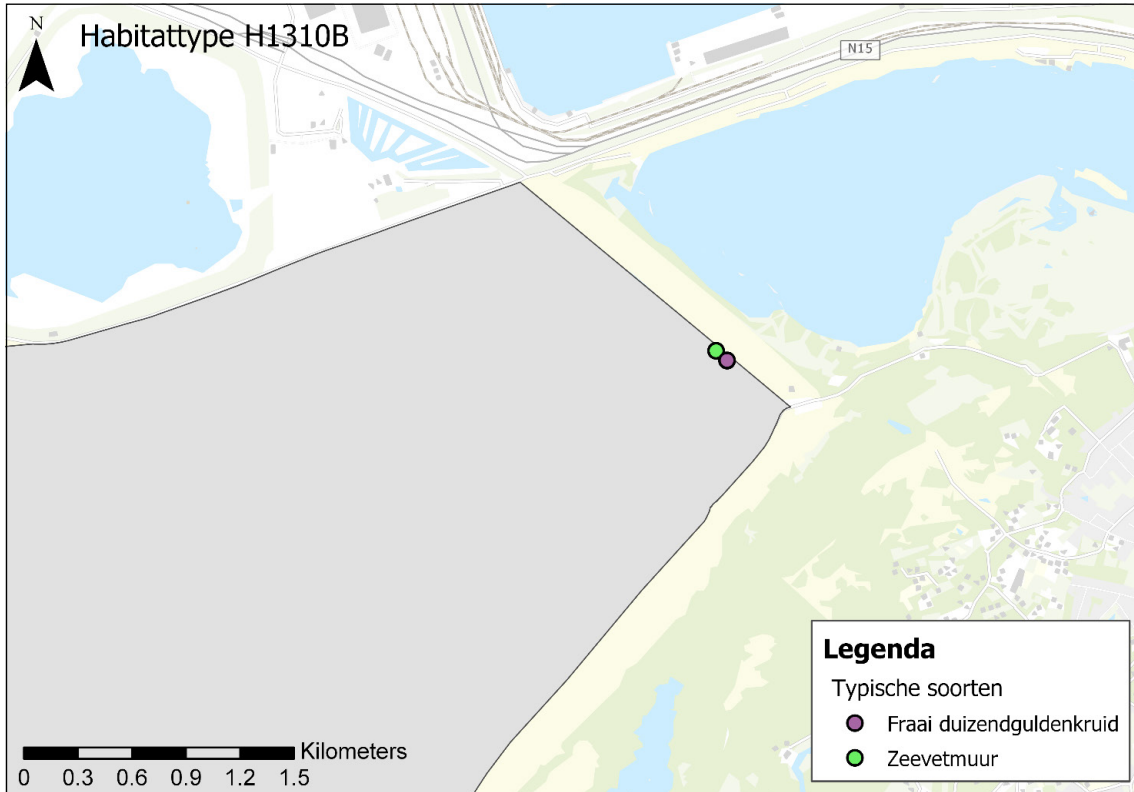 N
Habitattype H1310B
N15
Legenda
Typische soorten
Fraai duizendguldenkruid
Zeevetmuur
Kilometers
0 0.3 0.6 0.9 1.2 1.5